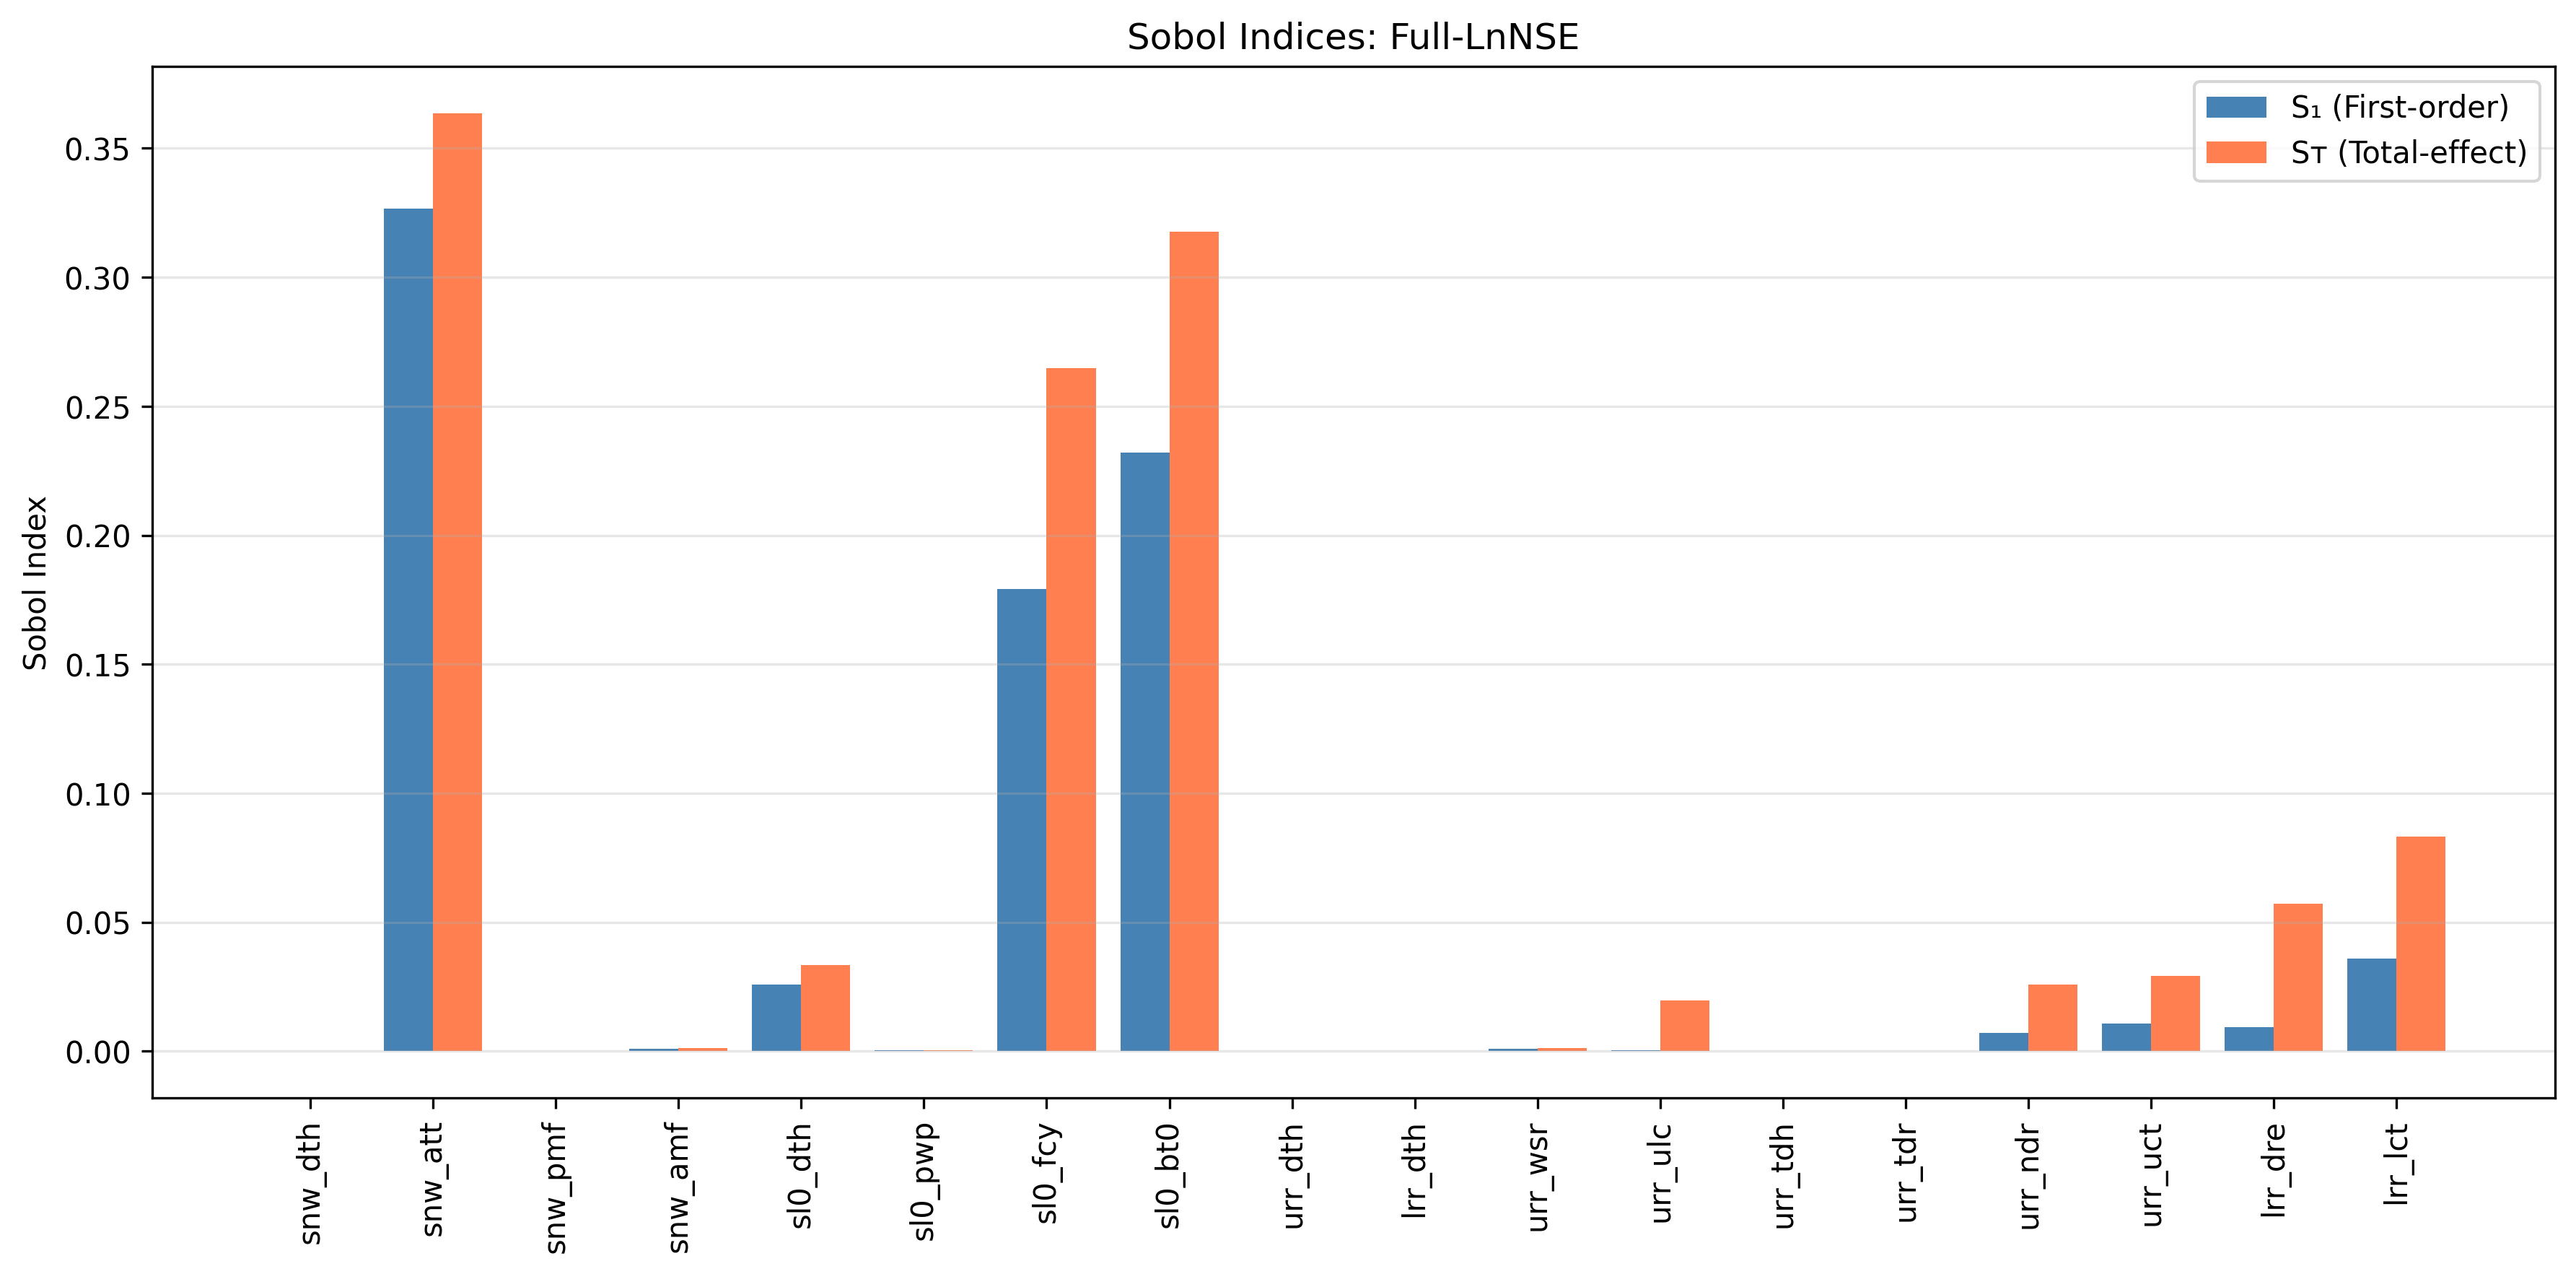 Sobol Indices: Full-LnNSE
S₁ (First-order)
Sᴛ (Total-effect)
Sobol Index
0.35
0.30
0.25
0.20
0.15
0.10
0.05
0.00
snw_dth
snw_att
snw_pmf
snw_amf
sl0_dth
sl0_pwp
sl0_fcy
sl0_bt0
urr_dth
lrr_dth
urr_wsr
urr_ulc
urr_tdh
urr_tdr
urr_ndr
urr_uct
lrr_dre
lrr_lct